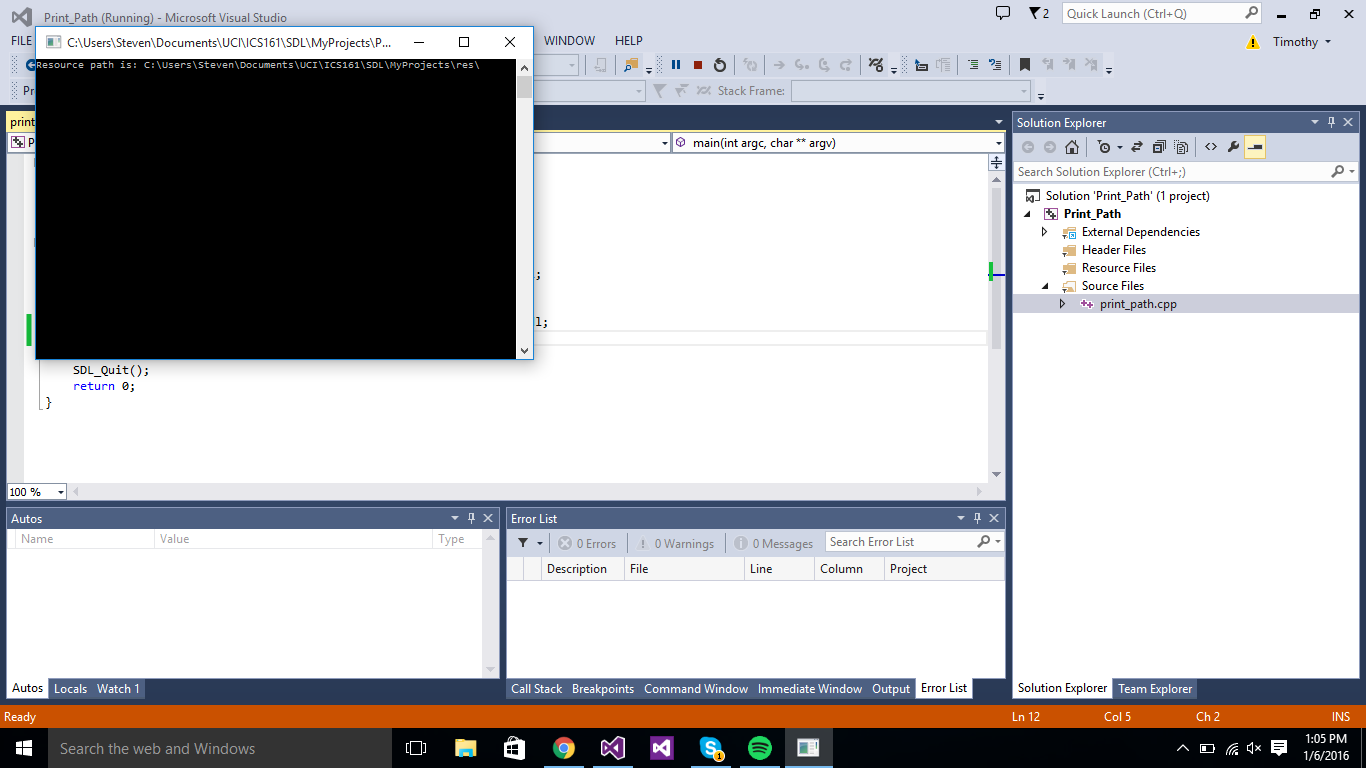 Print_Path (Running) - Microsoft Visual Studio
2
Quick Launch (Ctrl+Q)
FILE
WINDOW HELP
Timothy
C:\Users\Steven\Documents\UCI\ICS161\SDL\MyProjects\P...
Resource path is: C:\Users\Steven\Documents\UCI\ICS161\SDL\MyProjects\res\
Pr
Stack Frame:
print
P
main(int argc, char ** argv)
;
l;
SDL_Quit();
return 0;
}
100 %
Solution Explorer
Search Solution Explorer (Ctrl+;)
Solution 'Print_Path' (1 project)
Print_Path
External Dependencies
Header Files
Resource Files
Source Files
print_path.cpp
Autos
Name Value Type
Autos Locals Watch 1
Error List
0 Errors 0 Warnings 0 Messages Search Error List
Description File Line Column Project
Call Stack Breakpoints Command Window Immediate Window Output Error List
Solution Explorer Team Explorer
Ready Ln 12 Col 5 Ch 2 INS
Search the web and Windows
1
1:05 PM
1/6/2016